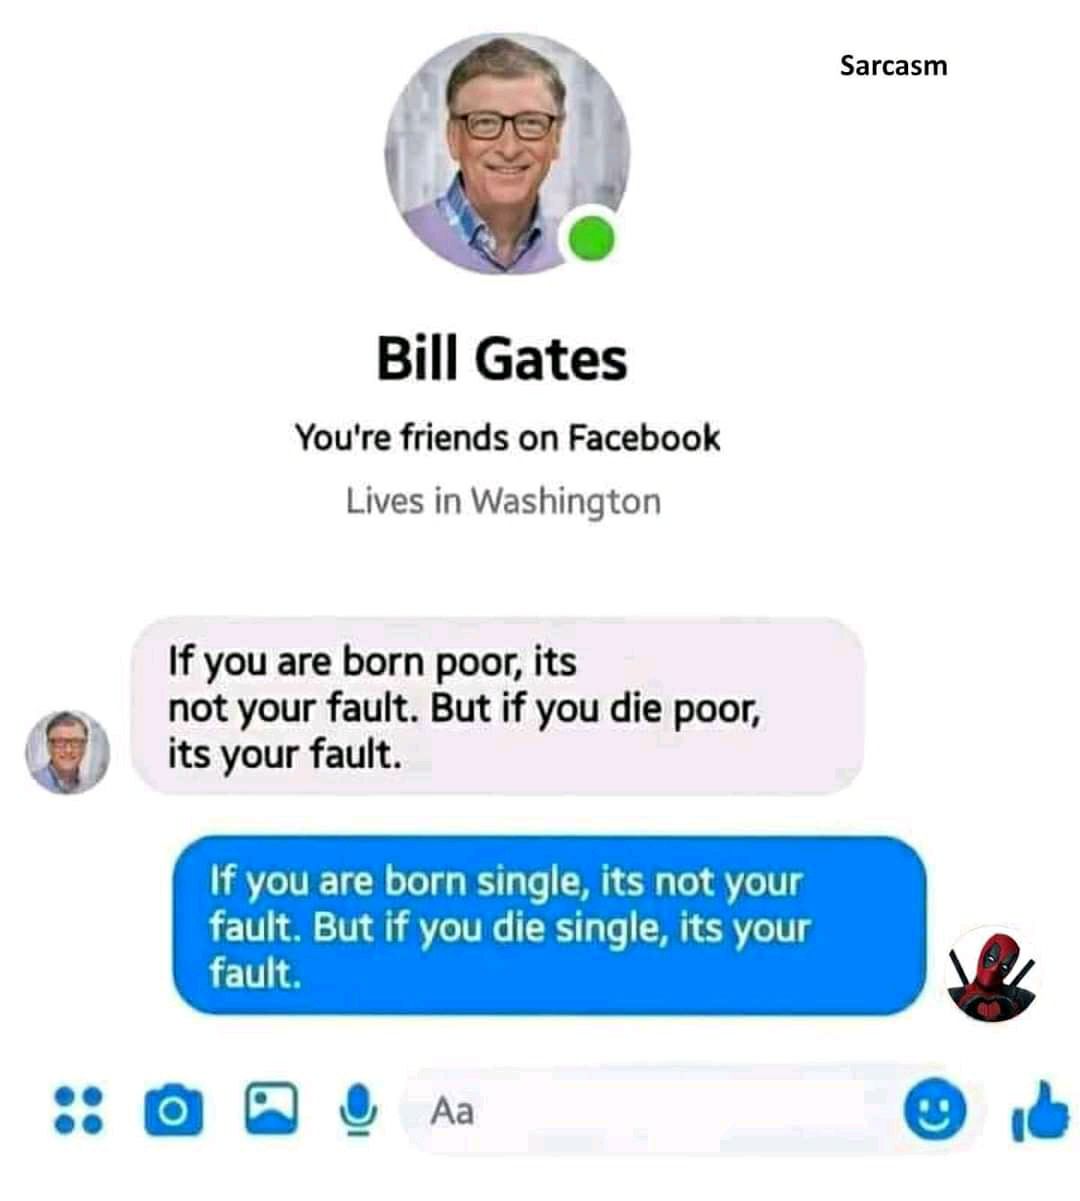 Sarcasm
Bill Gates
You're friends on Facebook
Lives in Washington
If you are born poor, its
not your fault. But if you die poor,
its your fault.
If you are born single, its not your
fault. But if you die single, its your
fault.
Aa